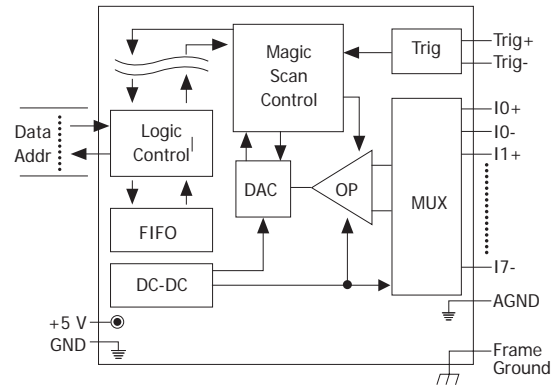 Magic
Scan
Control
Trig
Trig+
Trig-
Data
Addr
Logic
Control
DAC
OP
MUX
I0+
I0-
I1+
I7-
FIFO
DC-DC
AGND
+5 V
GND
Frame
Ground